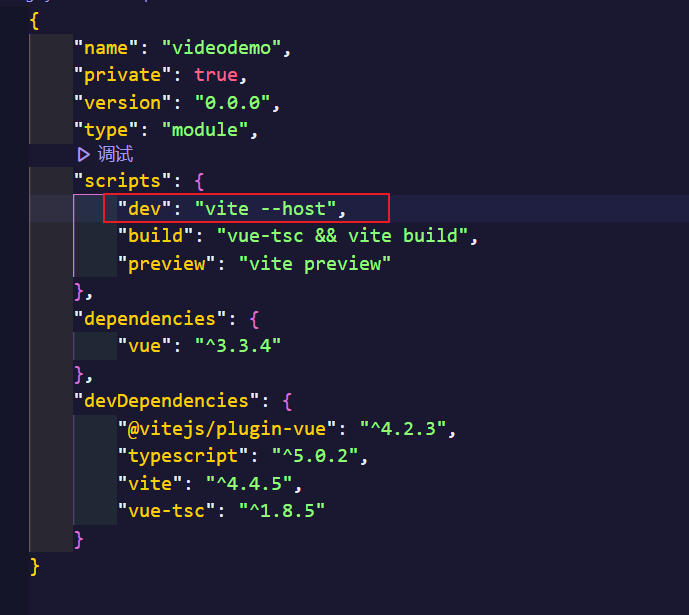 {
"name": "videodemo",
"private": true,
"version": "0.0.0",
"type": "module",
调试
"scripts": {
"dev": "vite --host",
"build": "vue-tsc && vite build",
"preview": "vite preview"
},
"dependencies": {
"vue": "^3.3.4"
},
"devDependencies": {
"@vitejs/plugin-vue": "^4.2.3",
"typescript": "^5.0.2",
"vite": "^4.4.5",
"vue-tsc": "^1.8.5"
}
}